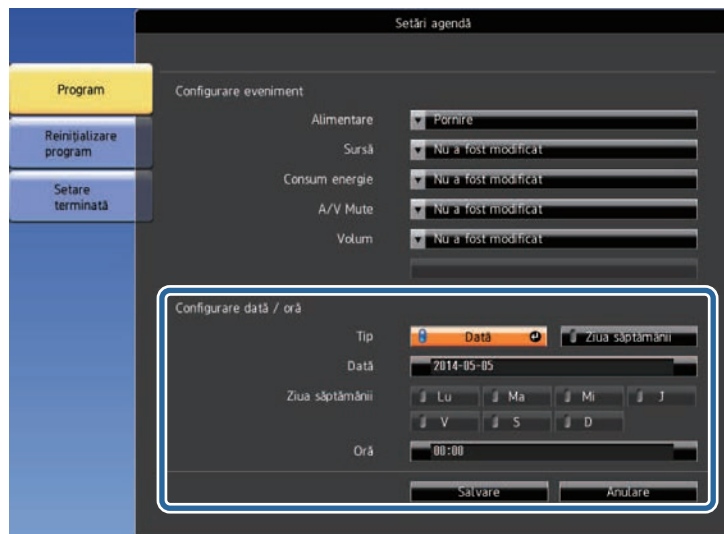 Setări agendă
Program
Reinițializare
program
Setare
terminată
Configurare eveniment
Alimentare Pornire
Sursă Nu a fost modificat
Consum energie Nu a fost modificat
A/V Mute Nu a fost modificat
Volum Nu a fost modificat
Configurare dată / oră
Tip Dată Ziua săptămânii
Dată 2014-05-05
Ziua săptămânii Lu Ma Mi J
V S D
Oră 00:00
Salvare Anulare